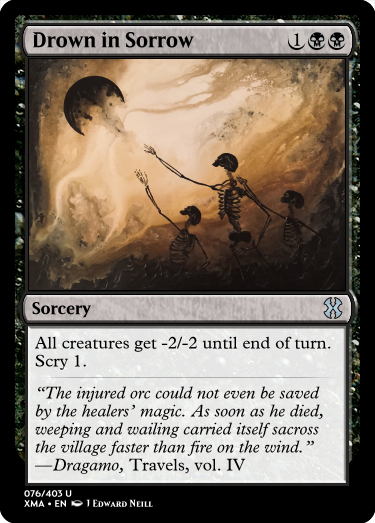 Drown in Sorrow 1
Sorcery
All creatures get -2/-2 until end of turn.
Scry 1.
“The injured orc could not even be saved
by the healers’ magic. As soon as he died,
weeping and wailing carried itself sacross
the village faster than fire on the wind.”
—Dragamo, Travels, vol. IV
076/403 U
XMA • EN J Edward Neill